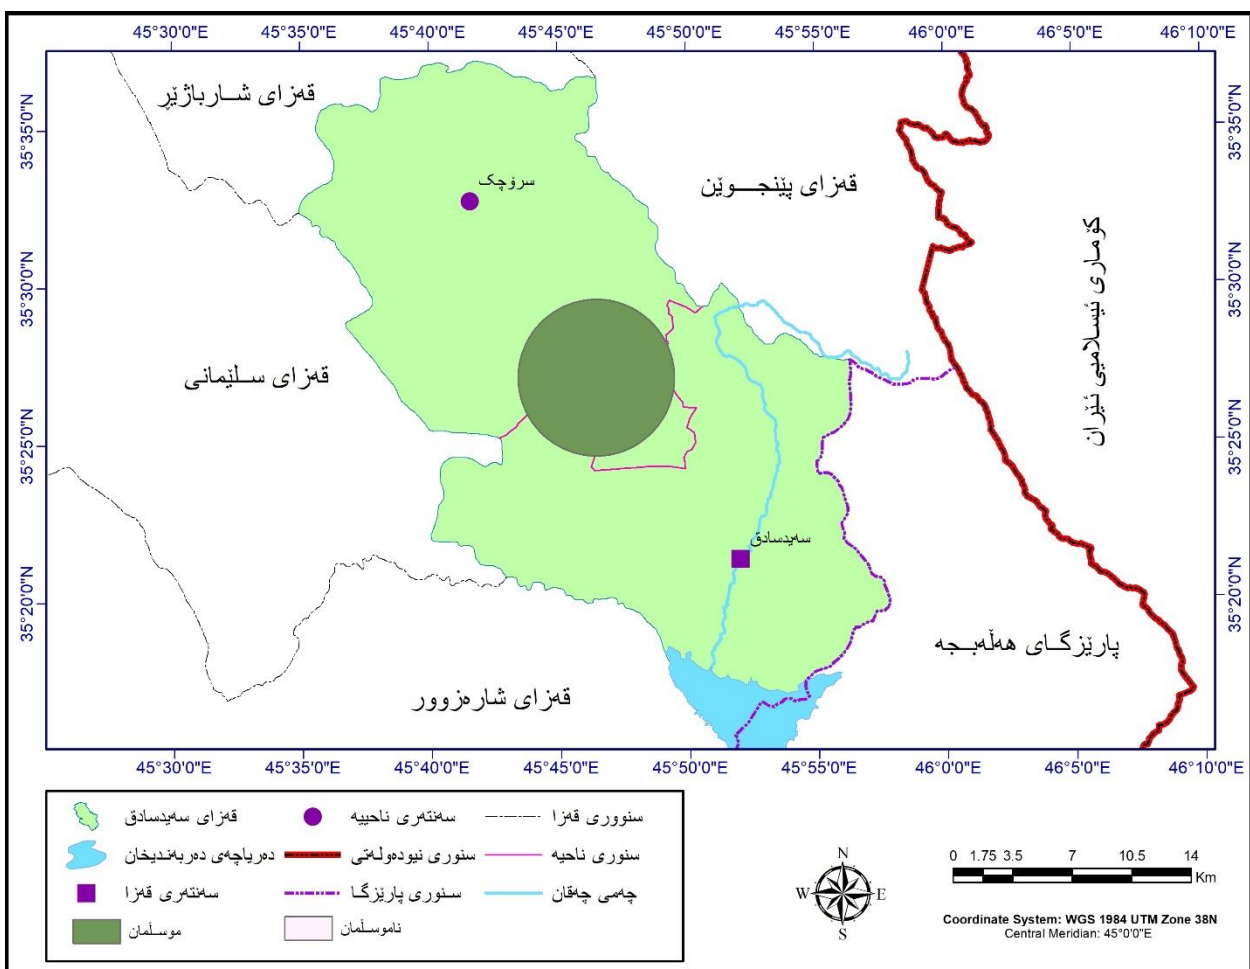 45°30'0"E 45°35'0"E 45°40'0"E 45°45'0"E 45°50'0"E 45°55'0"E 46°0'0"E 46°5'0"E 46°10'0"E
35°35'0"N
35°30'0"N
35°25'0"N
35°20'0"N
35°35'0"N
35°30'0"N
35°25'0"N
35°20'0"N
قەزای شــارباژێڕ
سرۆچک
قەزای پێنجــوێن
كۆماری ئیسـلامیی ئێران
قەزای سـلێمانی
سەیدسادق
پارێزگـای هەڵەبـجە
قەزای شارەزوور
45°30'0"E 45°35'0"E 45°40'0"E 45°45'0"E 45°50'0"E 45°55'0"E 46°0'0"E 46°5'0"E 46°10'0"E
سنووری قەزا سەنتەری ناحییە قەزای سەیدسادق
سنوری ناحیە سنوری نیودەوڵـەتی دەریاچەی دەربەندیخان
چەمی چەقان سـنوری پارێزگـا سەنتەری قەزا
ناموسـڵمان موسـڵمان
N
W E
S
0 1.75 3.5 7 10.5 14
Km
Coordinate System: WGS 1984 UTM Zone 38N
Central Meridian: 45°0'0"E